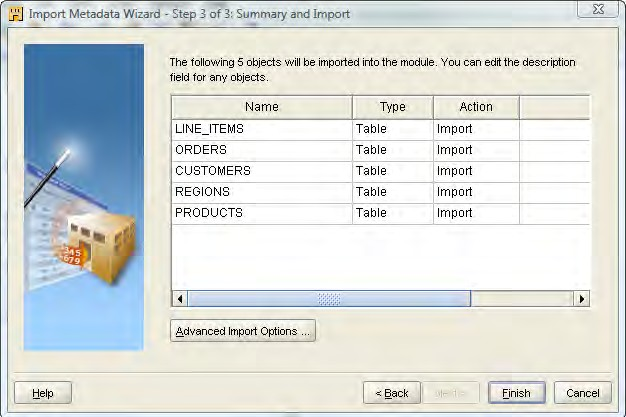 Import Metadata Wizard - Step 3 of 3: Summary and Import
The following 5 objects will be imported into the module. You can edit the description
field for any objects.
Name Type Action
LINE_ITEMS Table Import
ORDERS Table Import
CUSTOMERS Table Import
REGIONS Table Import
PRODUCTS Table Import
345
679
Advanced Import Options ...
Help < Back Finish Cancel